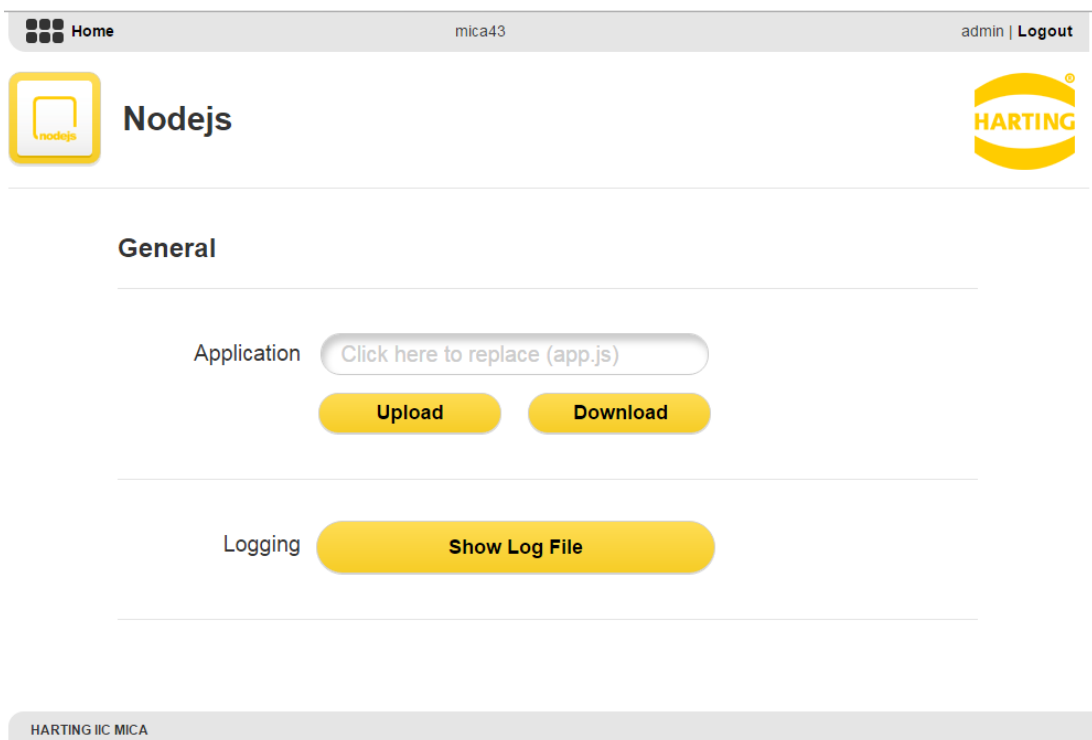 Home mica43 admin | Logout
nodejs
Nodejs
HARTING
®
General
Application Click here to replace (app.js)
Upload Download
Logging Show Log File
HARTING IIC MICA